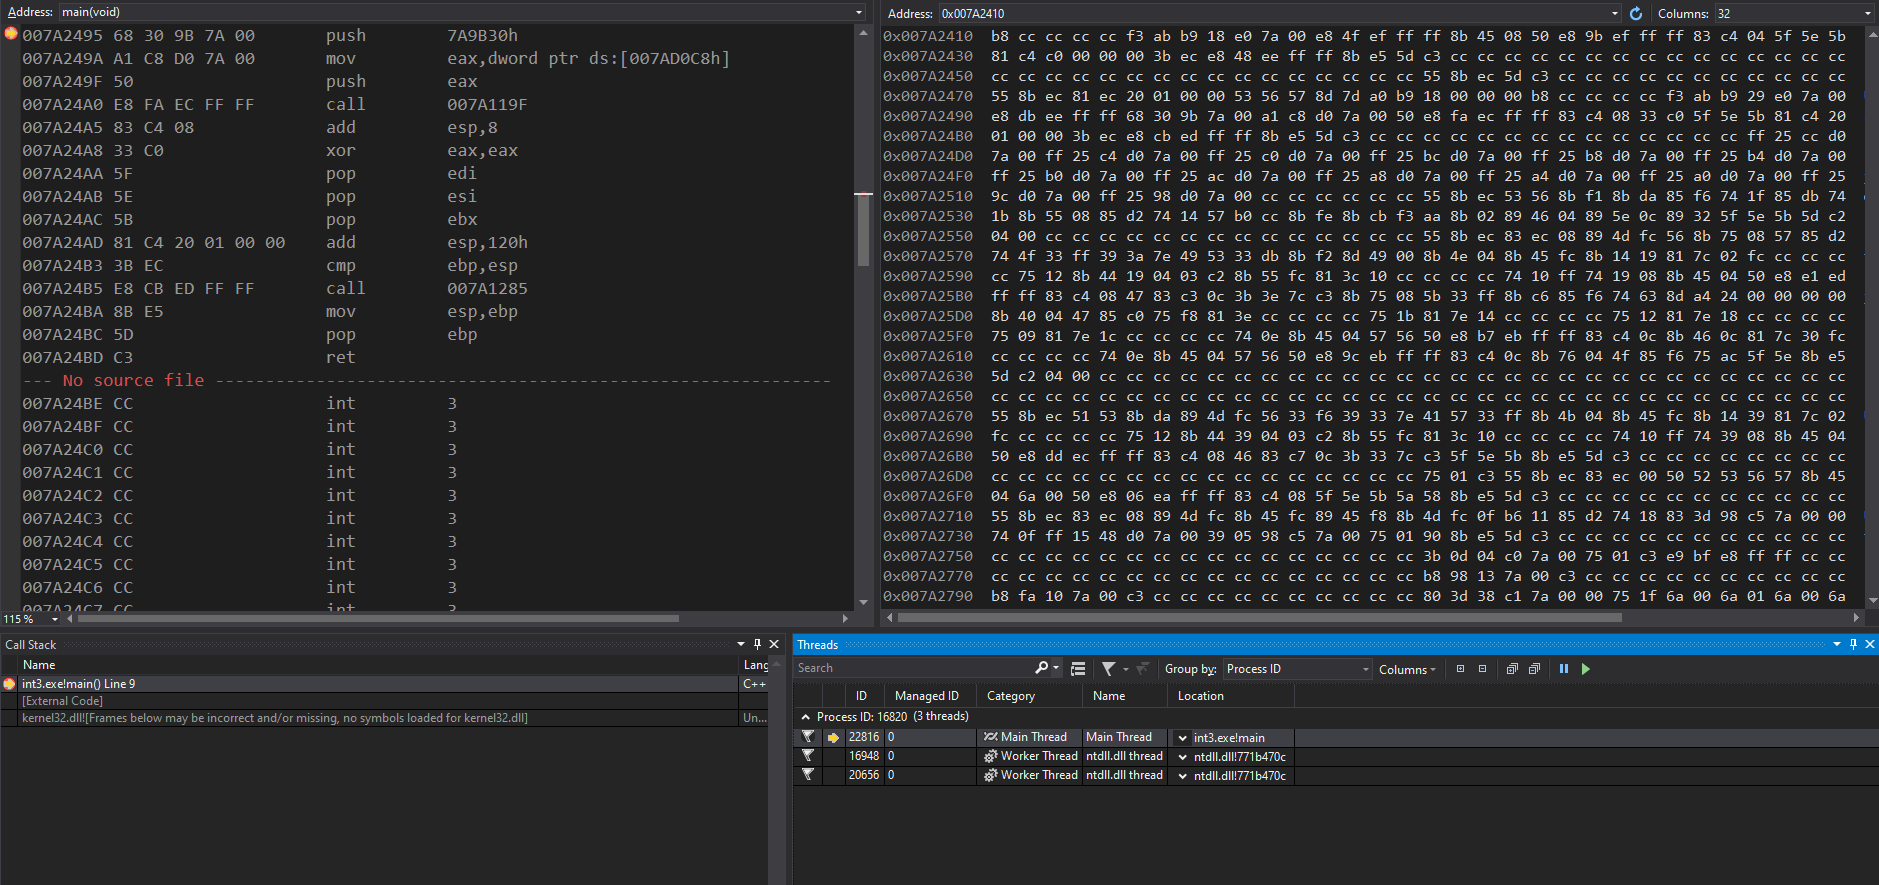 Address: main(void)
007A2495 68 30 9B 7A 00 push 7A9B30h
007A249A A1 C8 D0 7A 00 mov eax,dword ptr ds:[007AD0C8h]
007A249F 50 push eax
007A24A0 E8 FA EC FF FF call 007A119F
007A24A5 83 C4 08 add esp,8
007A24A8 33 C0 xor eax,eax
007A24AA 5F pop edi
007A24AB 5E pop esi
007A24AC 5B pop ebx
007A24AD 81 C4 20 01 00 00 add esp,120h
007A24B3 3B EC cmp ebp,esp
007A24B5 E8 CB ED FF FF call 007A1285
007A24BA 8B E5 mov esp,ebp
007A24BC 5D pop ebp
007A24BD C3 ret
--- No source file -------------------------------------------------------------
007A24BE CC int 3
007A24BF CC int 3
007A24C0 CC int 3
007A24C1 CC int 3
007A24C2 CC int 3
007A24C3 CC int 3
007A24C4 CC int 3
007A24C5 CC int 3
007A24C6 CC int 3
007A24C7 CC int 3
115 %
Address: 0x007A2410 Columns: 32
0x007A2410 b8 cc cc cc cc f3 ab b9 18 e0 7a 00 e8 4f ef ff ff 8b 45 08 50 e8 9b ef ff ff 83 c4 04 5f 5e 5b
0x007A2430 81 c4 c0 00 00 00 3b ec e8 48 ee ff ff 8b e5 5d c3 cc cc cc cc cc cc cc cc cc cc cc cc cc cc cc
0x007A2450 cc cc cc cc cc cc cc cc cc cc cc cc cc cc cc cc 55 8b ec 5d c3 cc cc cc cc cc cc cc cc cc cc cc
0x007A2470 55 8b ec 81 ec 20 01 00 00 53 56 57 8d 7d a0 b9 18 00 00 00 b8 cc cc cc cc f3 ab b9 29 e0 7a 00
0x007A2490 e8 db ee ff ff 68 30 9b 7a 00 a1 c8 d0 7a 00 50 e8 fa ec ff ff 83 c4 08 33 c0 5f 5e 5b 81 c4 20
0x007A24B0 01 00 00 3b ec e8 cb ed ff ff 8b e5 5d c3 cc cc cc cc cc cc cc cc cc cc cc cc cc cc ff 25 cc d0
0x007A24D0 7a 00 ff 25 c4 d0 7a 00 ff 25 c0 d0 7a 00 ff 25 bc d0 7a 00 ff 25 b8 d0 7a 00 ff 25 b4 d0 7a 00
0x007A24F0 ff 25 b0 d0 7a 00 ff 25 ac d0 7a 00 ff 25 a8 d0 7a 00 ff 25 a4 d0 7a 00 ff 25 a0 d0 7a 00 ff 25
0x007A2510 9c d0 7a 00 ff 25 98 d0 7a 00 cc cc cc cc cc cc 55 8b ec 53 56 8b f1 8b da 85 f6 74 1f 85 db 74
0x007A2530 1b 8b 55 08 85 d2 74 14 57 b0 cc 8b fe 8b cb f3 aa 8b 02 89 46 04 89 5e 0c 89 32 5f 5e 5b 5d c2
0x007A2550 04 00 cc cc cc cc cc cc cc cc cc cc cc cc cc cc 55 8b ec 83 ec 08 89 4d fc 56 8b 75 08 57 85 d2
0x007A2570 74 4f 33 ff 39 3a 7e 49 53 33 db 8b f2 8d 49 00 8b 4e 04 8b 45 fc 8b 14 19 81 7c 02 fc cc cc cc
0x007A2590 cc 75 12 8b 44 19 04 03 c2 8b 55 fc 81 3c 10 cc cc cc cc 74 10 ff 74 19 08 8b 45 04 50 e8 e1 ed
0x007A25B0 ff ff 83 c4 08 47 83 c3 0c 3b 3e 7c c3 8b 75 08 5b 33 ff 8b c6 85 f6 74 63 8d a4 24 00 00 00 00
0x007A25D0 8b 40 04 47 85 c0 75 f8 81 3e cc cc cc cc 75 1b 81 7e 14 cc cc cc cc 75 12 81 7e 18 cc cc cc cc
0x007A25F0 75 09 81 7e 1c cc cc cc cc 74 0e 8b 45 04 57 56 50 e8 b7 eb ff ff 83 c4 0c 8b 46 0c 81 7c 30 fc
0x007A2610 cc cc cc cc 74 0e 8b 45 04 57 56 50 e8 9c eb ff ff 83 c4 0c 8b 76 04 4f 85 f6 75 ac 5f 5e 8b e5
0x007A2630 5d c2 04 00 cc cc cc cc cc cc cc cc cc cc cc cc cc cc cc cc cc cc cc cc cc cc cc cc cc cc cc cc
0x007A2650 cc cc cc cc cc cc cc cc cc cc cc cc cc cc cc cc cc cc cc cc cc cc cc cc cc cc cc cc cc cc cc cc
0x007A2670 55 8b ec 51 53 8b da 89 4d fc 56 33 f6 39 33 7e 41 57 33 ff 8b 4b 04 8b 45 fc 8b 14 39 81 7c 02
0x007A2690 fc cc cc cc cc 75 12 8b 44 39 04 03 c2 8b 55 fc 81 3c 10 cc cc cc cc 74 10 ff 74 39 08 8b 45 04
0x007A26B0 50 e8 dd ec ff ff 83 c4 08 46 83 c7 0c 3b 33 7c c3 5f 5e 5b 8b e5 5d c3 cc cc cc cc cc cc cc cc
0x007A26D0 cc cc cc cc cc cc cc cc cc cc cc cc cc cc cc cc 75 01 c3 55 8b ec 83 ec 00 50 52 53 56 57 8b 45
0x007A26F0 04 6a 00 50 e8 06 ea ff ff 83 c4 08 5f 5e 5b 5a 58 8b e5 5d c3 cc cc cc cc cc cc cc cc cc cc cc
0x007A2710 55 8b ec 83 ec 08 89 4d fc 8b 45 fc 89 45 f8 8b 4d fc 0f b6 11 85 d2 74 18 83 3d 98 c5 7a 00 00
0x007A2730 74 0f ff 15 48 d0 7a 00 39 05 98 c5 7a 00 75 01 90 8b e5 5d c3 cc cc cc cc cc cc cc cc cc cc cc
0x007A2750 cc cc cc cc cc cc cc cc cc cc cc cc cc cc cc cc 3b 0d 04 c0 7a 00 75 01 c3 e9 bf e8 ff ff cc cc
0x007A2770 cc cc cc cc cc cc cc cc cc cc cc cc cc cc cc cc b8 98 13 7a 00 c3 cc cc cc cc cc cc cc cc cc cc
0x007A2790 b8 fa 10 7a 00 c3 cc cc cc cc cc cc cc cc cc cc 80 3d 38 c1 7a 00 00 75 1f 6a 00 6a 01 6a 00 6a
Call Stack
Name Lang
int3.exe!main() Line 9 C++
[External Code]
kernel32.dll![Frames below may be incorrect and/or missing, no symbols loaded for kernel32.dll] Un...
Threads
Search Group by: Process ID Columns
ID Managed ID Category Name Location
Process ID: 16820 (3 threads)
22816 0 Main Thread Main Thread int3.exe!main
16948 0 Worker Thread ntdll.dll thread ntdll.dll!771b470c
20656 0 Worker Thread ntdll.dll thread ntdll.dll!771b470c